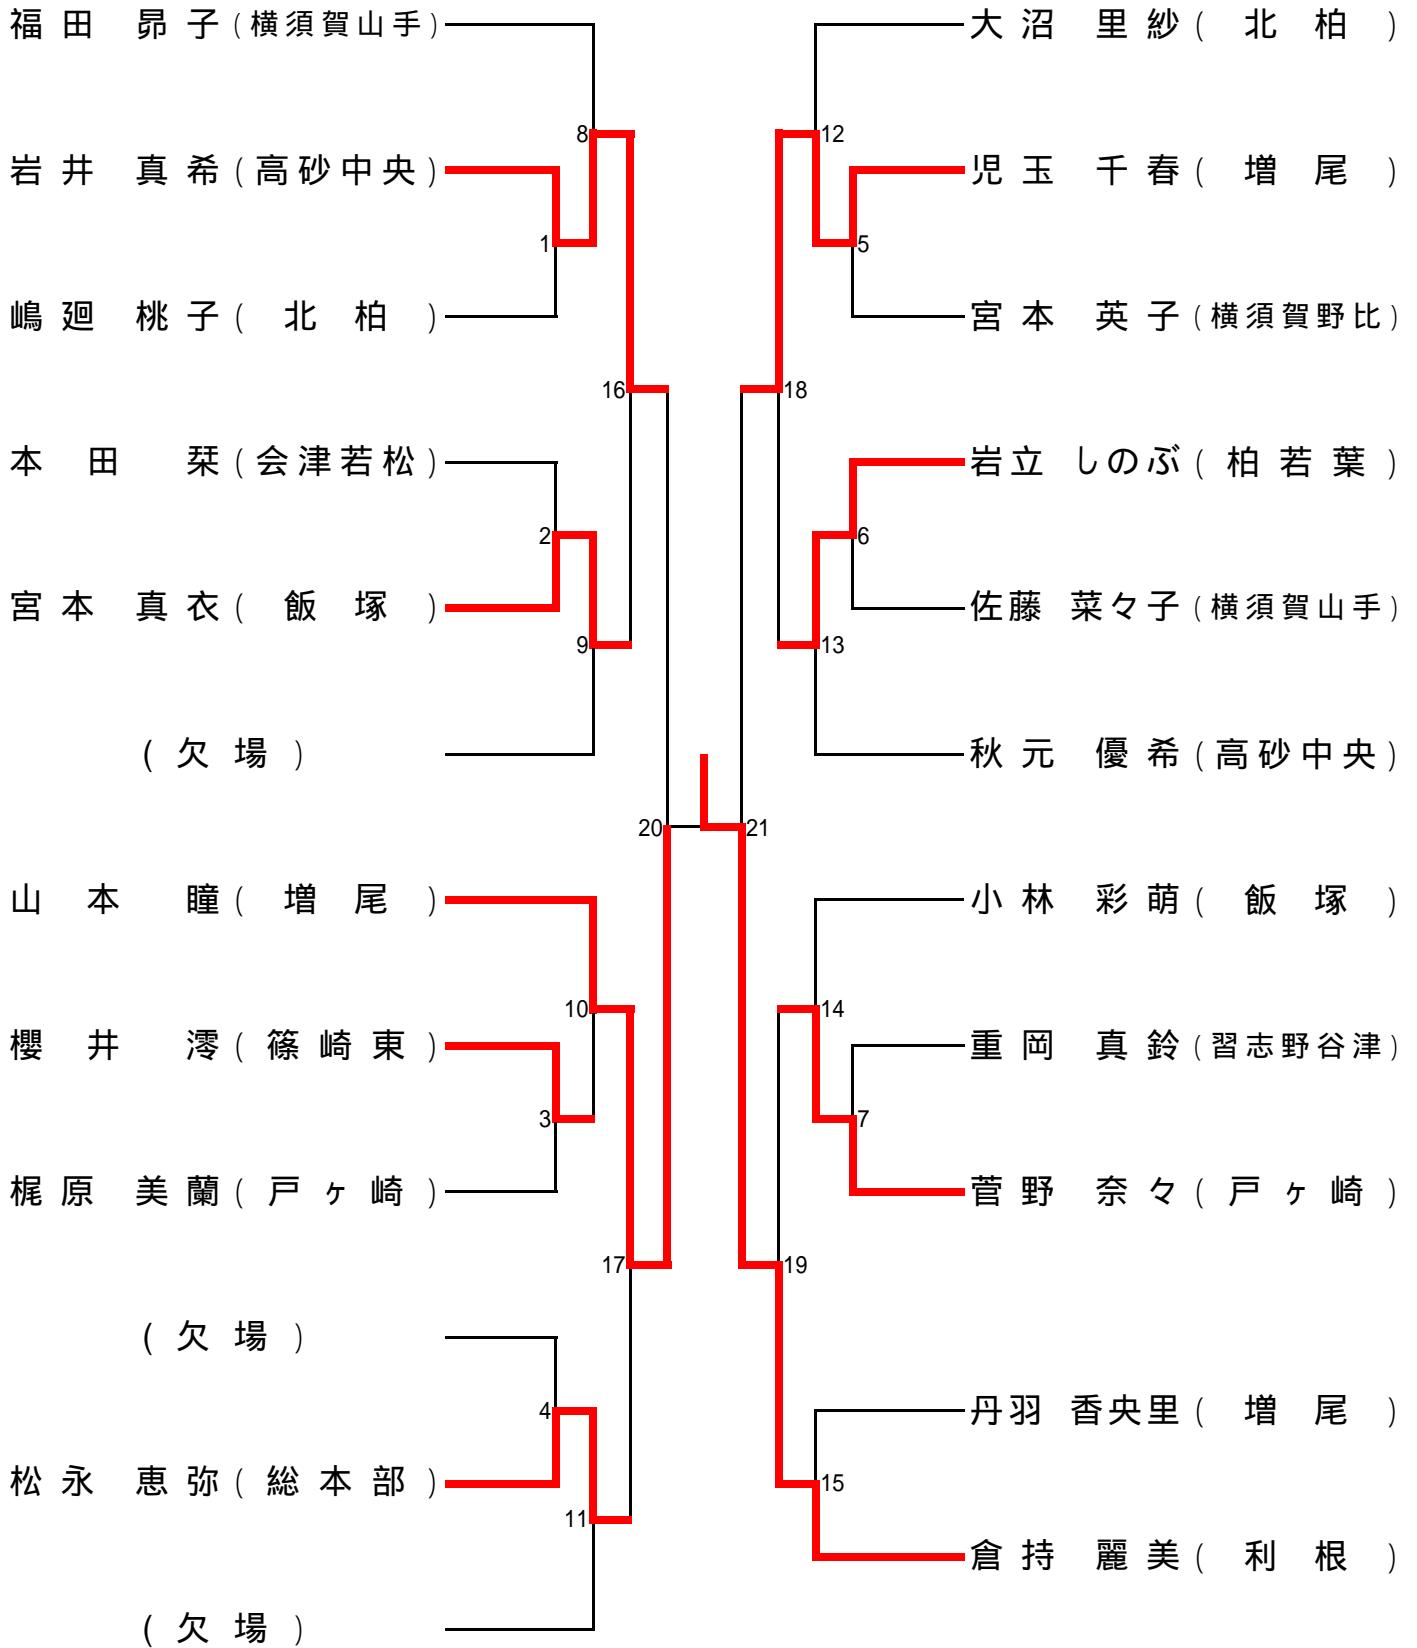 福田 昴子(横須賀山手)
8
岩井 真希(高砂中央)
1
嶋廻 桃子(北柏)
16
本田 栞(会津若松)
2
宮本 真衣(飯塚)
9
(欠場)
20
山本 瞳(増尾)
10
櫻井 澪(篠崎東)
3
梶原 美蘭(戸ヶ崎)
17
(欠場)
4
松永 恵弥(総本部)
11
(欠場)
大沼 里紗(北柏)
12
児玉 千春(増尾)
5
宮本 英子(横須賀野比)
18
岩立 しのぶ(柏若葉)
6
佐藤 菜々子(横須賀山手)
13
秋元 優希(高砂中央)
21
小林 彩萌(飯塚)
14
重岡 真鈴(習志野谷津)
7
菅野 奈々(戸ヶ崎)
19
丹羽 香央里(増尾)
15
倉持 麗美(利根)